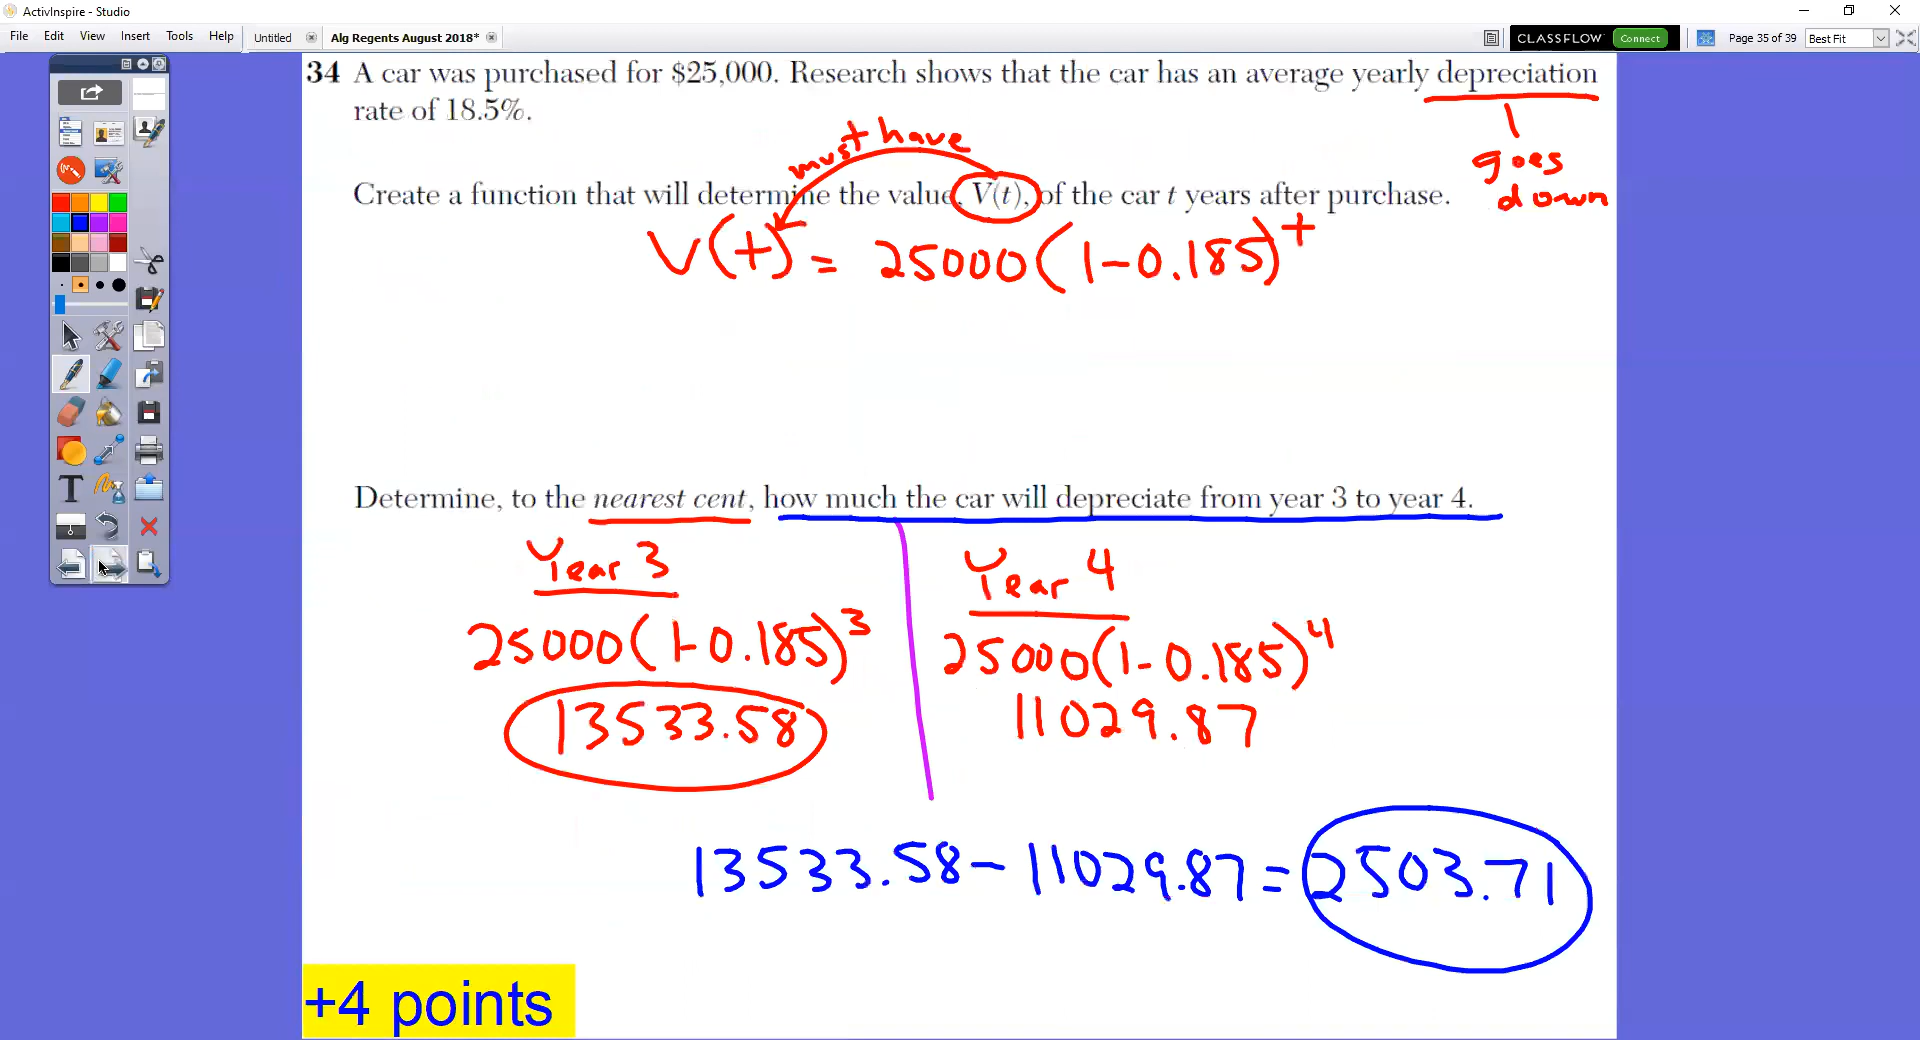 ActivInspire - Studio
File Edit View Insert Tools Help
Untitled
Alg Regents August 2018*
CLASSFLOW Connect
Page 35 of 39
Best Fit
34 A car was purchased for $25,000. Research shows that the car has an average yearly depreciation
rate of 18.5%.
goes
down
must have
Create a function that will determine the value, V(t), of the car t years after purchase.
V(t) = 25000(1-0.185)^t
Determine, to the nearest cent, how much the car will depreciate from year 3 to year 4.
Year 3
25000(1-0.185)^3
13533.58
Year 4
25000(1-0.185)^4
11029.87
13533.58 - 11029.87 = 2503.71
+4 points
T